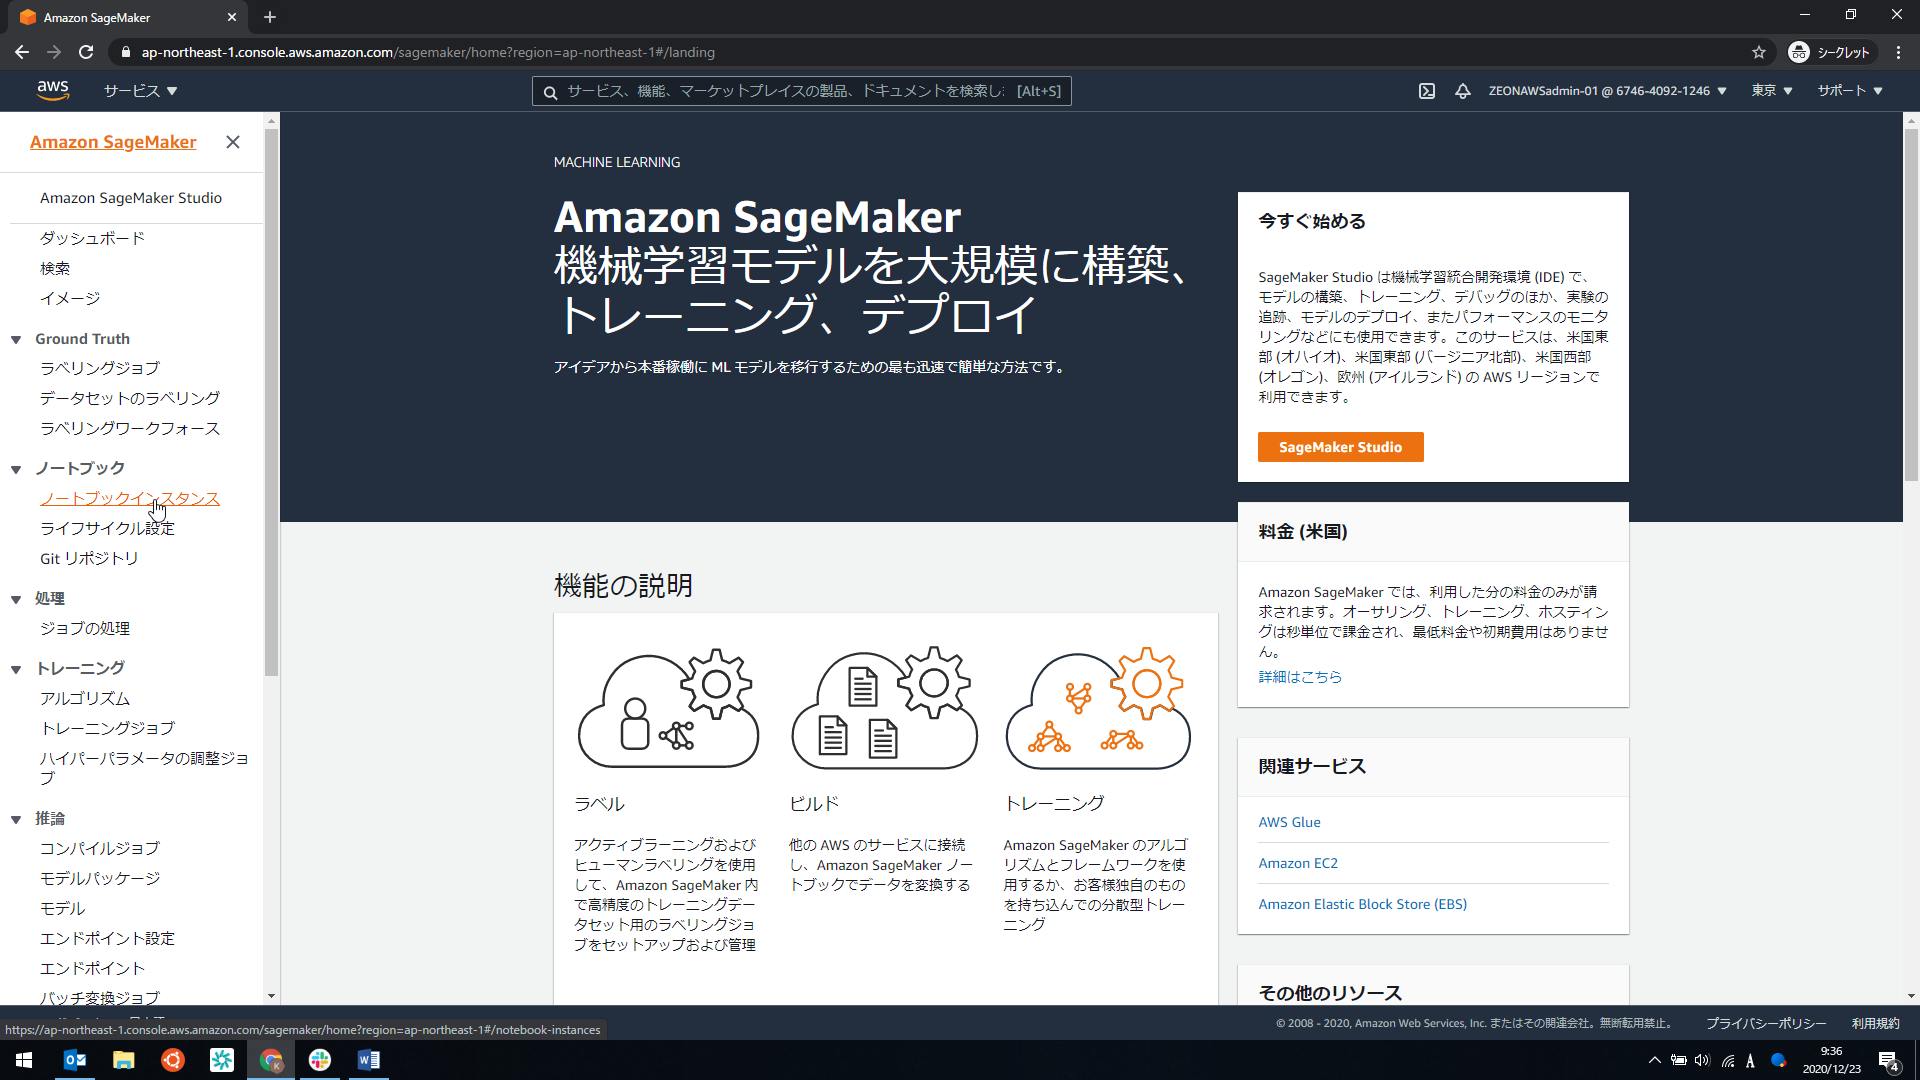 Amazon SageMaker
ap-northeast-1.console.aws.amazon.com/sagemaker/home?region=ap-northeast-1#/landing
シークレット
aws
サービス
サービス、機能、マーケットプレイスの製品、ドキュメントを検索し
[Alt+S]
ZEONAWSadmin-01 @ 6746-4092-1246
東京
サポート
Amazon SageMaker
Amazon SageMaker Studio
ダッシュボード
検索
イメージ
Ground Truth
ラベリングジョブ
データセットのラベリング
ラベリングワークフォース
ノートブック
ノートブックインスタンス
ライフサイクル設定
Git リポジトリ
処理
ジョブの処理
トレーニング
アルゴリズム
トレーニングジョブ
ハイパーパラメータの調整ジョ
ブ
推論
コンパイルジョブ
モデルパッケージ
モデル
エンドポイント設定
エンドポイント
バッチ変換ジョブ
MACHINE LEARNING
Amazon SageMaker
機械学習モデルを大規模に構築、
トレーニング、デプロイ
アイデアから本番稼働に ML モデルを移行するための最も迅速で簡単な方法です。
今すぐ始める
SageMaker Studio は機械学習統合開発環境 (IDE) で、
モデルの構築、トレーニング、デバッグのほか、実験の
追跡、モデルのデプロイ、またパフォーマンスのモニタ
リングなどにも使用できます。このサービスは、米国東
部 (オハイオ)、米国東部 (バージニア北部)、米国西部
(オレゴン)、欧州 (アイルランド) の AWS リージョンで
利用できます。
SageMaker Studio
料金 (米国)
Amazon SageMaker では、利用した分の料金のみが請
求されます。オーサリング、トレーニング、ホスティン
グは秒単位で課金され、最低料金や初期費用はありませ
ん。
詳細はこちら
機能の説明
ラベル
アクティブラーニングおよび
ヒューマンラベリングを使用
して、Amazon SageMaker 内
で高精度のトレーニングデー
タセット用のラベリングジョ
ブをセットアップおよび管理
ビルド
他の AWS のサービスに接続
し、Amazon SageMaker ノー
トブックでデータを変換する
トレーニング
Amazon SageMaker のアルゴ
リズムとフレームワークを使
用するか、お客様独自のもの
を持ち込んでの分散型トレー
ニング
関連サービス
AWS Glue
Amazon EC2
Amazon Elastic Block Store (EBS)
その他のリソース
https://ap-northeast-1.console.aws.amazon.com/sagemaker/home?region=ap-northeast-1#/notebook-instances
© 2008 - 2020, Amazon Web Services, Inc. またはその関連会社。無断転用禁止。
プライバシーポリシー
利用規約
A
9:36
2020/12/23
4